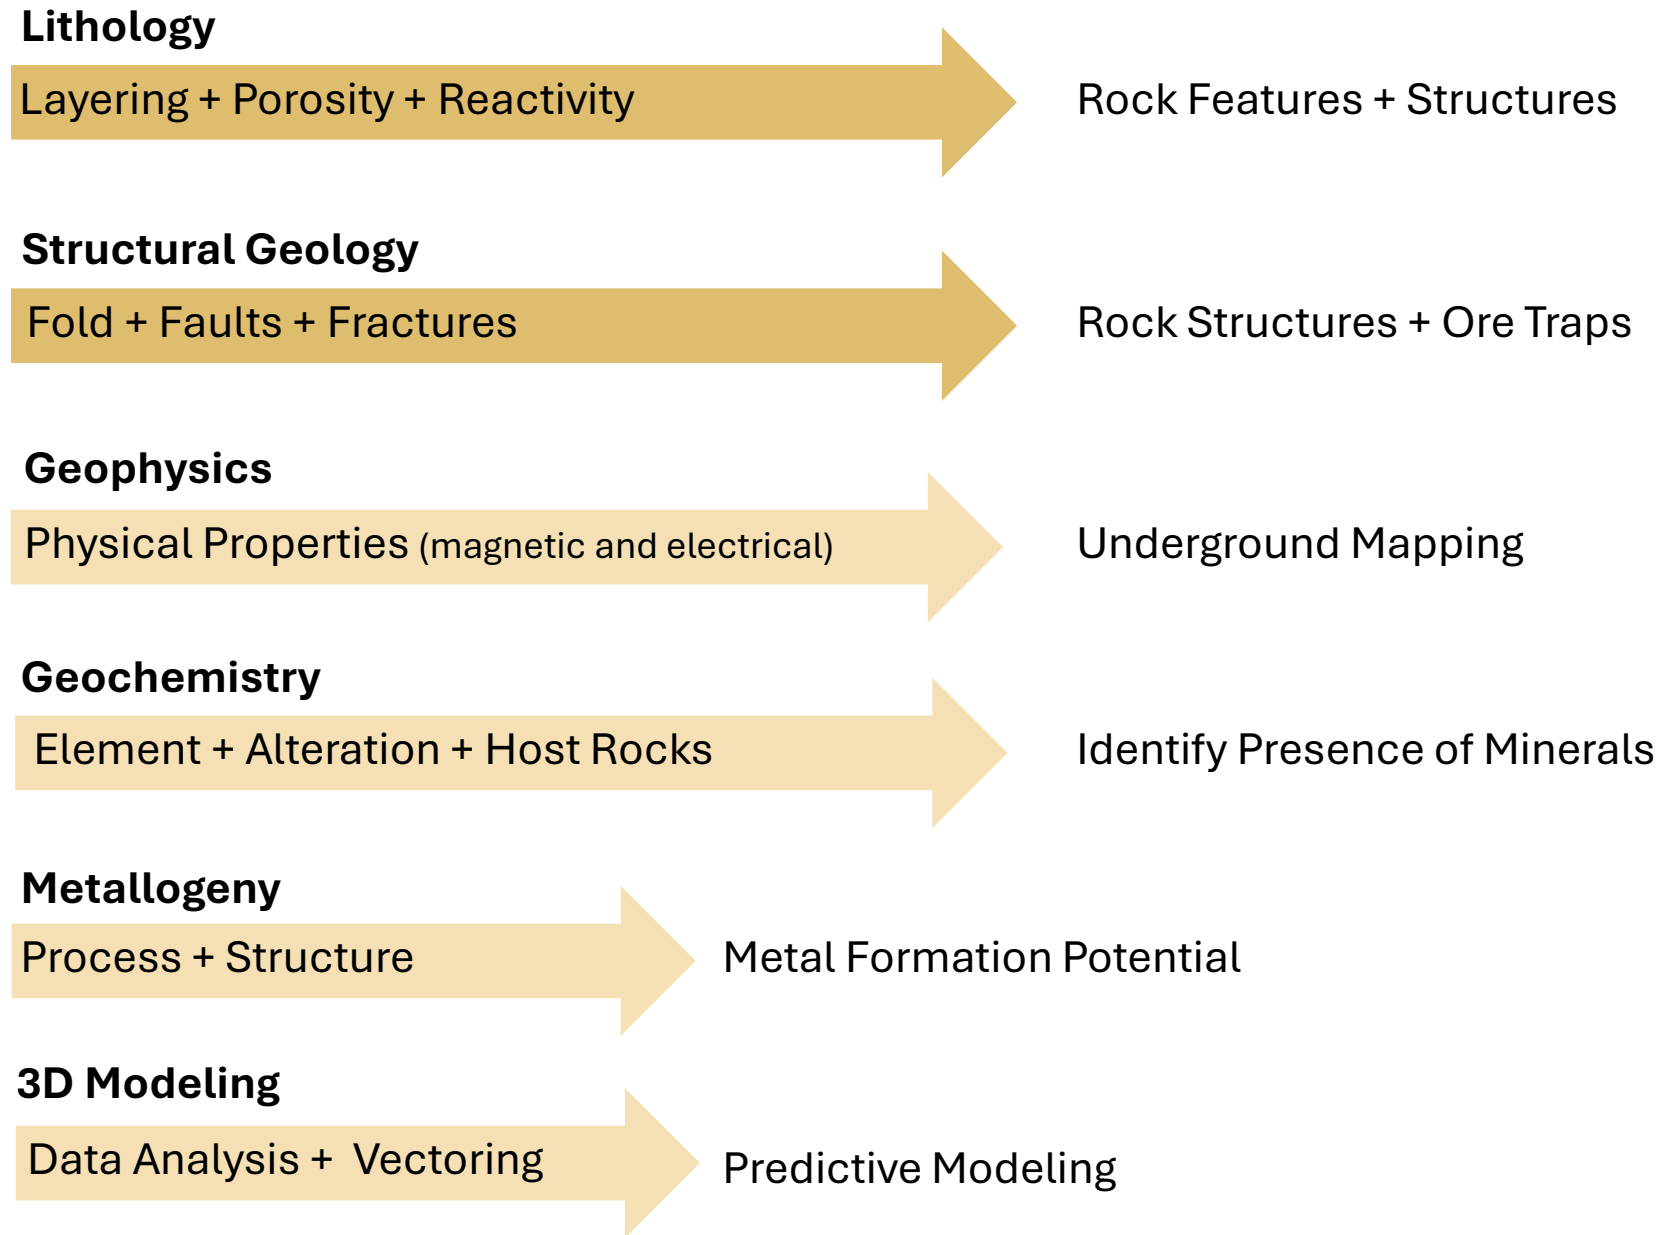 Lithology
Layering + Porosity + Reactivity
Rock Features + Structures
Structural Geology
Fold + Faults + Fractures
Rock Structures + Ore Traps
Geophysics
Physical Properties (magnetic and electrical)
Underground Mapping
Geochemistry
Element + Alteration + Host Rocks
Identify Presence of Minerals
Metallogeny
Process + Structure
Metal Formation Potential
3D Modeling
Data Analysis + Vectoring
Predictive Modeling